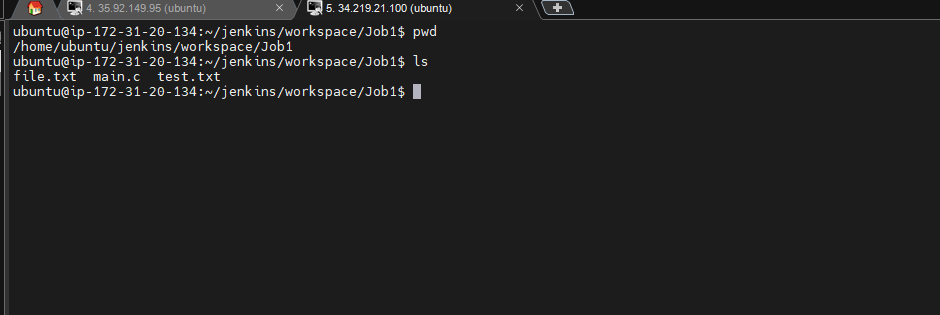 4. 35.92.149.95 (ubuntu)
5. 34.219.21.100 (ubuntu)
ubuntu@ip-172-31-20-134:~/jenkins/workspace/Job1$ pwd
/home/ubuntu/jenkins/workspace/Job1
ubuntu@ip-172-31-20-134:~/jenkins/workspace/Job1$ ls
file.txt  main.c  test.txt
ubuntu@ip-172-31-20-134:~/jenkins/workspace/Job1$